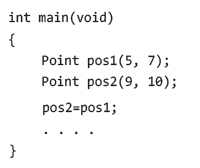 int main(void)
{
    Point pos1(5, 7);
    Point pos2(9, 10);
    pos2=pos1;
    . . . .
}